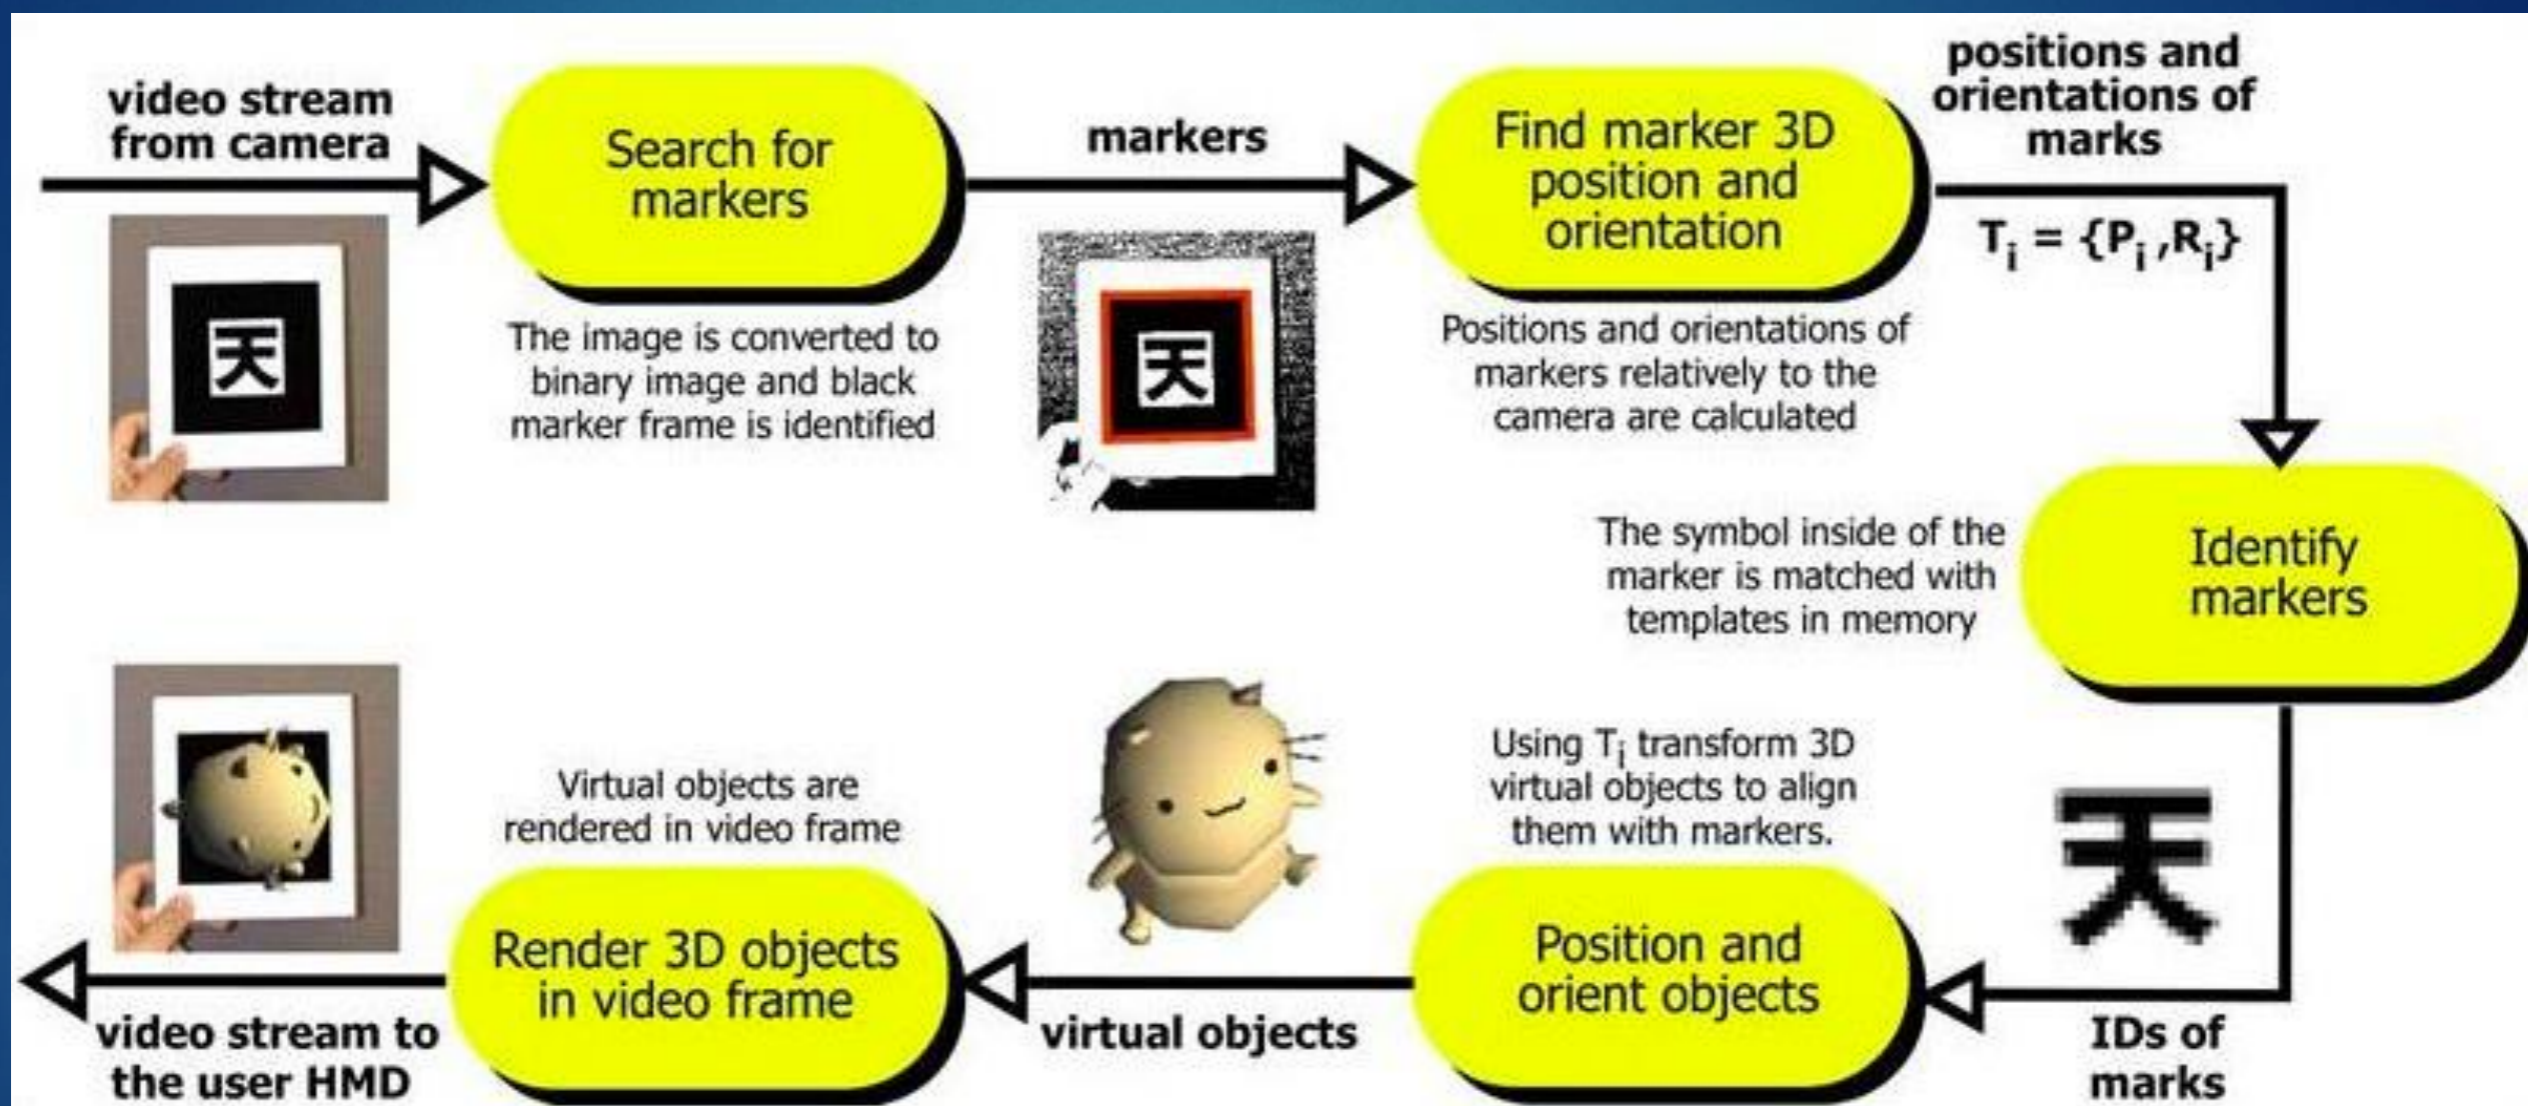 video stream
from camera
天
Search for
markers
The image is converted to
binary image and black
marker frame is identified
markers
天
Find marker 3D
position and
orientation
Positions and orientations of
markers relatively to the
camera are calculated
positions and
orientations of
marks
Ti = {Pi ,Ri}
Identify
markers
The symbol inside of the
marker is matched with
templates in memory
天
IDs of
marks
Using Ti transform 3D
virtual objects to align
them with markers.
Position and
orient objects
virtual objects
Virtual objects are
rendered in video frame
Render 3D objects
in video frame
video stream to
the user HMD